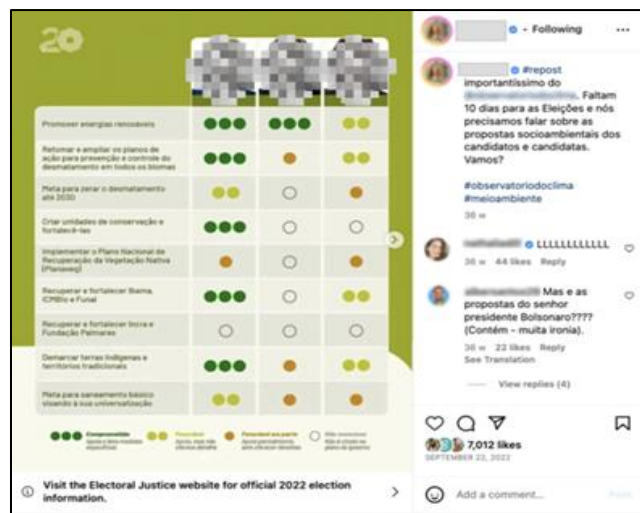 20
Promover energias renováveis
Retomar e ampliar os planos de
ação para prevenção e controle do
desmatamento em todos os biomas
Meta para zerar o desmatamento
até 2030
Criar unidades de conservação e
fortalecê-las
Implementar o Plano Nacional de
Recuperação da Vegetação Nativa
(Planaveg)
Recuperar e fortalecer Ibama,
ICMBio e Funai
Recuperar e fortalecer Incra e
Fundação Palmares
Demarcar terras indígenas e
territórios tradicionais
Meta para saneamento básico
visando à sua universalização
Comprometido
Favorável
Favorável em parte
Não menciona
Visit the Electoral Justice website for official 2022 election
information.
• Following
#repost
importantíssimo do
Faltam
10 dias para as Eleições e nós
precisamos falar sobre as
propostas socioambientais dos
candidatos e candidatas.
Vamos?
#observatoriodoclima
#meioambiente
36 w
LLLLLLLLLLLL
36 w 44 likes Reply
Mas e as
propostas do senhor
presidente Bolsonaro????
(Contém - muita ironia).
36 w 22 likes Reply
See Translation
View replies (4)
7,012 likes
SEPTEMBER 22, 2022
Add a comment...
Post